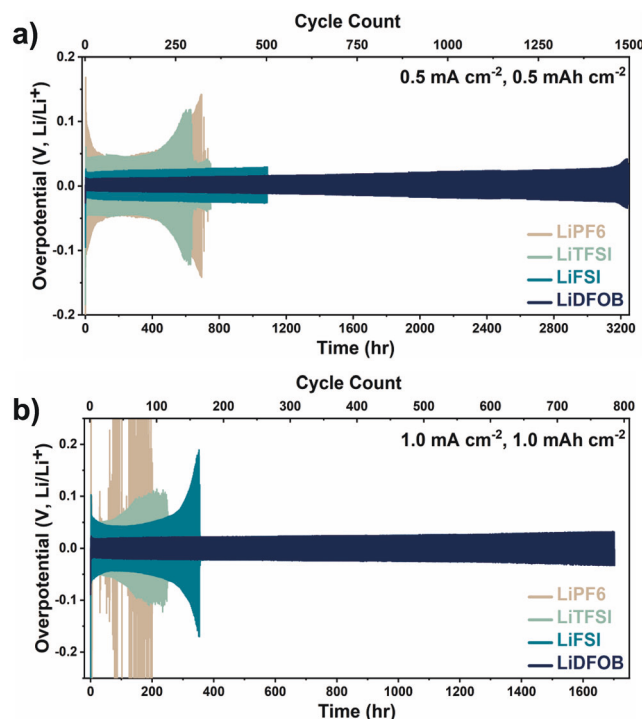 Cycle Count
a)
0 250 500 750 1000 1250 1500
0.5 mA cm⁻², 0.5 mAh cm⁻²
0.2
0.1
0.0
-0.1
-0.2
Overpotential (V, Li/Li⁺)
LiPF6
LiTFSI
LiFSI
LiDFOB
0 400 800 1200 1600 2000 2400 2800 3200
Time (hr)
Cycle Count
b)
0 100 200 300 400 500 600 700 800
1.0 mA cm⁻², 1.0 mAh cm⁻²
0.2
0.1
0.0
-0.1
-0.2
Overpotential (V, Li/Li⁺)
LiPF6
LiTFSI
LiFSI
LiDFOB
0 200 400 600 800 1000 1200 1400 1600
Time (hr)